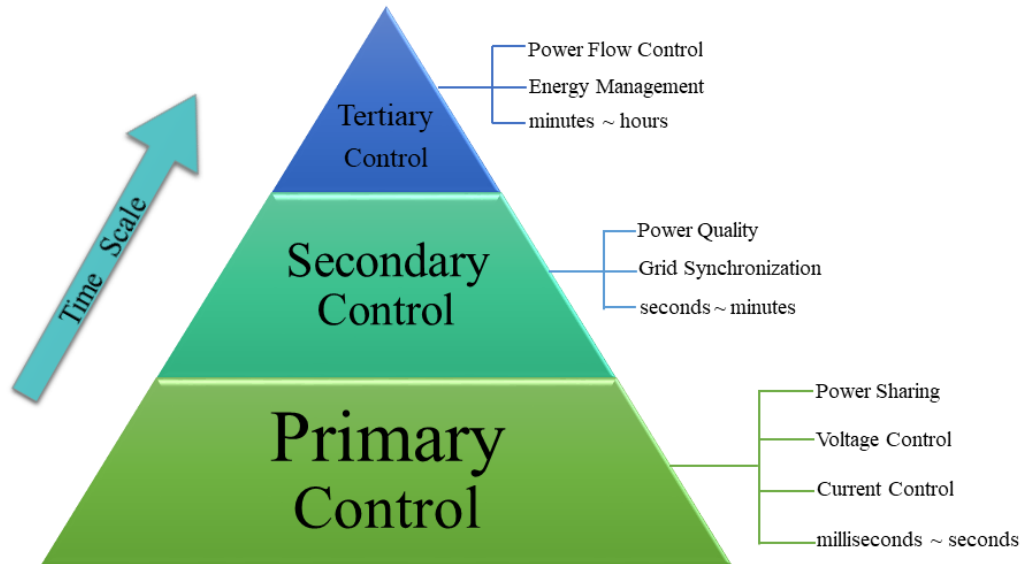 Power Flow Control
Energy Management
minutes ~ hours
Tertiary
Control
Time Scale
Power Quality
Grid Synchronization
seconds ~ minutes
Secondary
Control
Power Sharing
Voltage Control
Current Control
milliseconds ~ seconds
Primary
Control